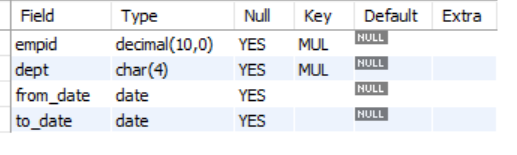 Field Type Null Key Default Extra
empid decimal(10,0) YES MUL NULL
dept char(4) YES MUL NULL
from_date date YES NULL
to_date date YES NULL